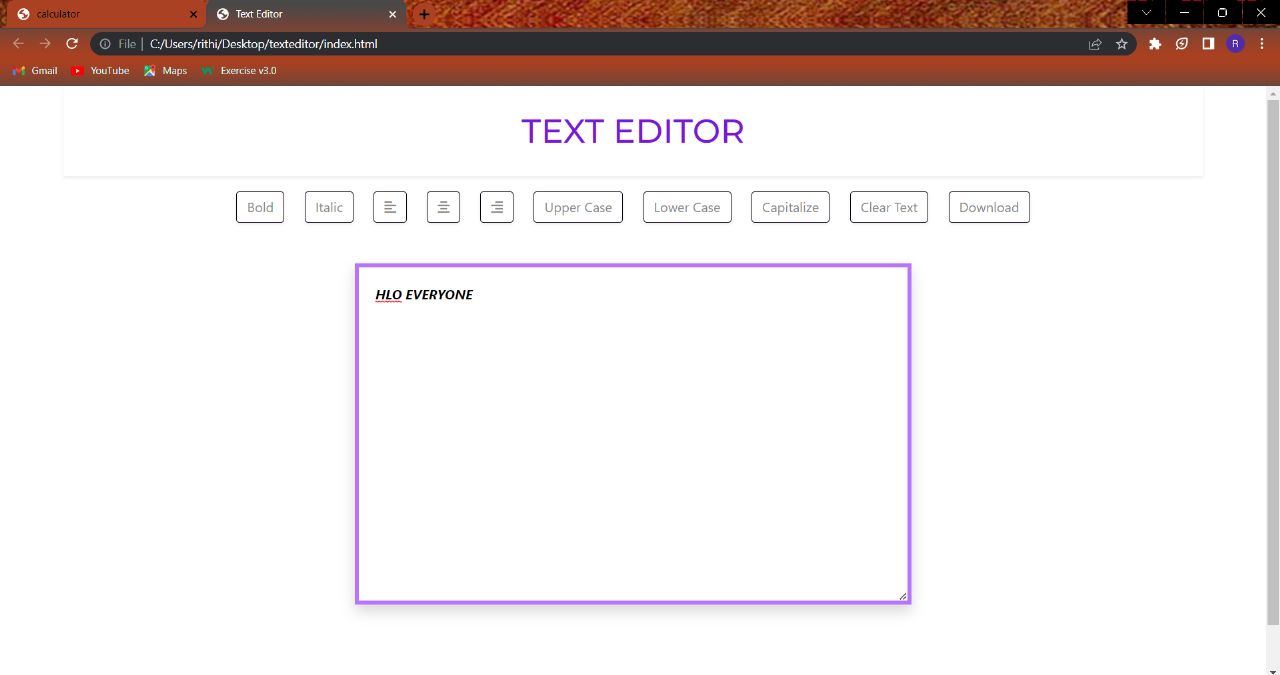 calculator
Text Editor
File | C:/Users/rithi/Desktop/texteditor/index.html
R
Gmail YouTube Maps Exercise v3.0
TEXT EDITOR
Bold Italic Upper Case Lower Case Capitalize Clear Text Download
HLO EVERYONE